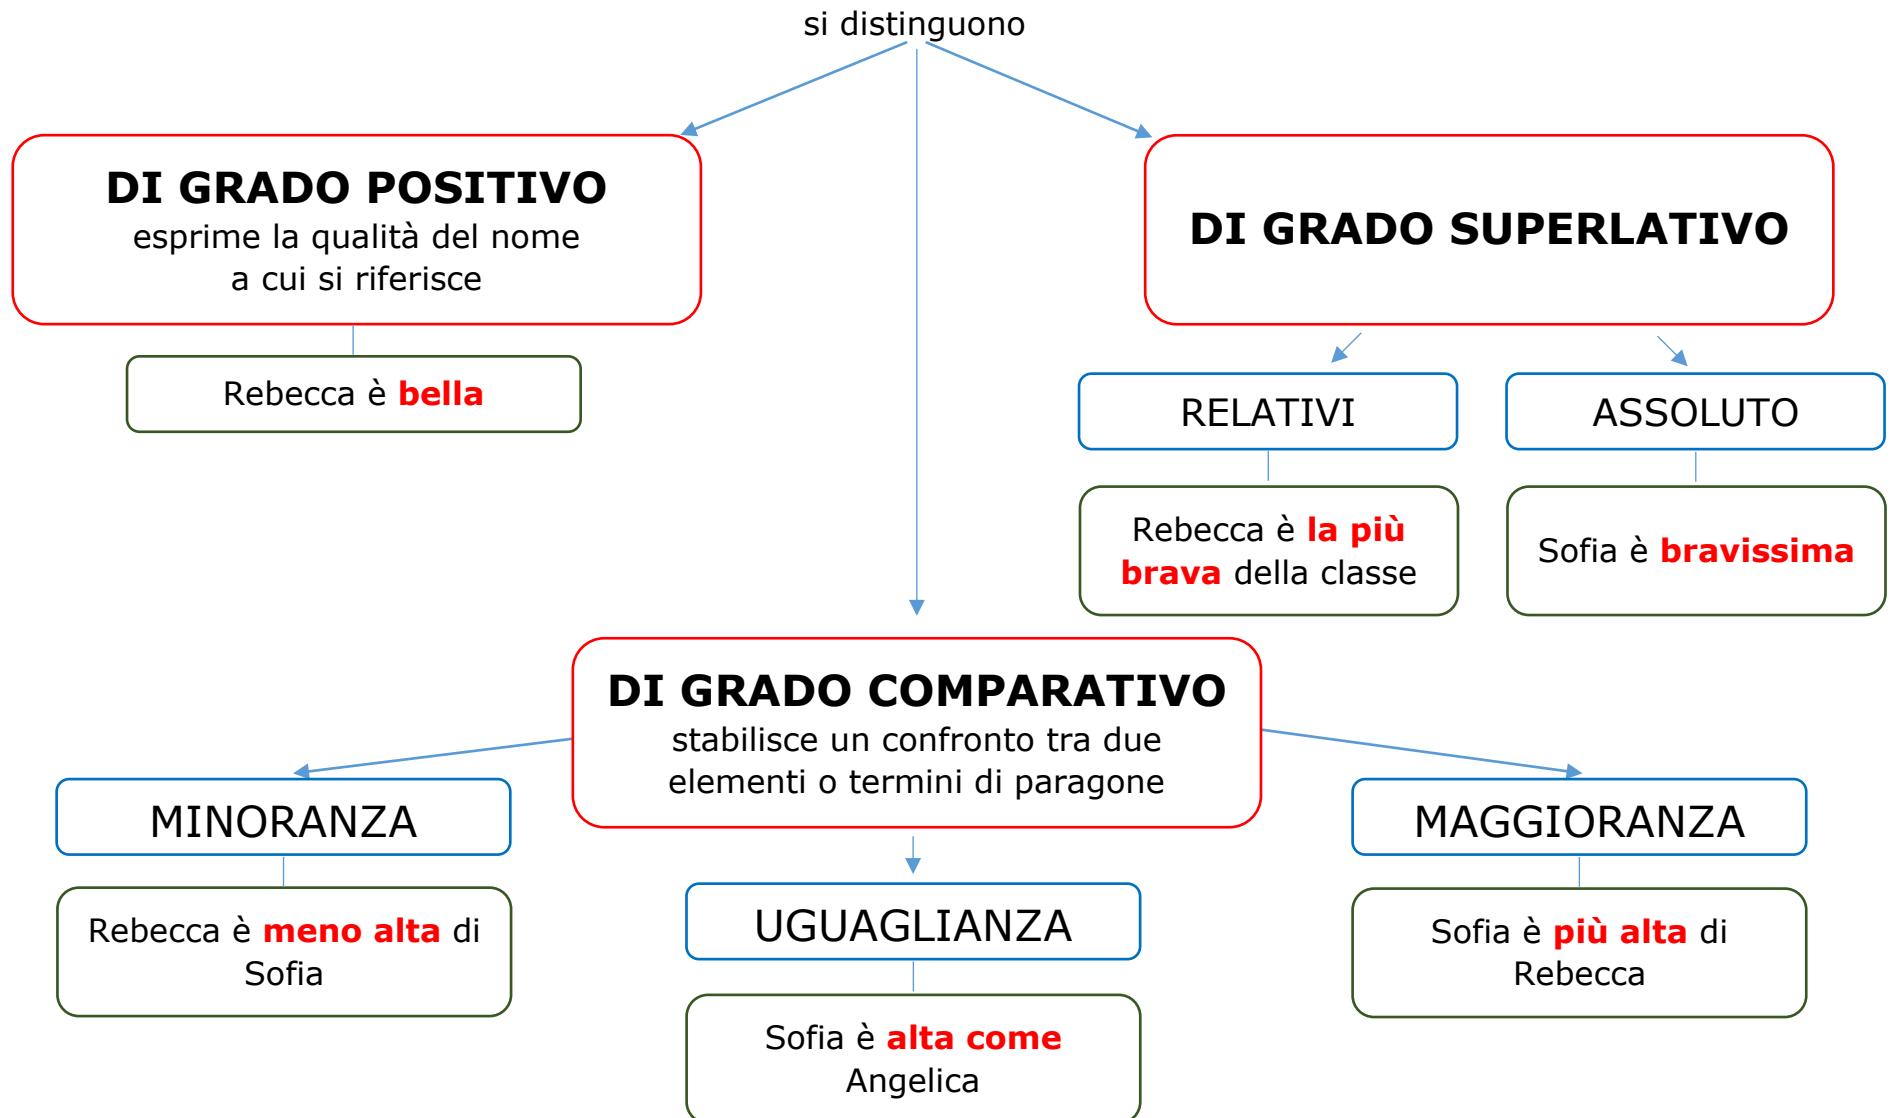 si distinguono
DI GRADO POSITIVO
esprime la qualità del nome
a cui si riferisce
Rebecca è bella
DI GRADO SUPERLATIVO
RELATIVI
Rebecca è la più
brava della classe
ASSOLUTO
Sofia è bravissima
DI GRADO COMPARATIVO
stabilisce un confronto tra due
elementi o termini di paragone
MINORANZA
Rebecca è meno alta di
Sofia
UGUAGLIANZA
Sofia è alta come
Angelica
MAGGIORANZA
Sofia è più alta di
Rebecca